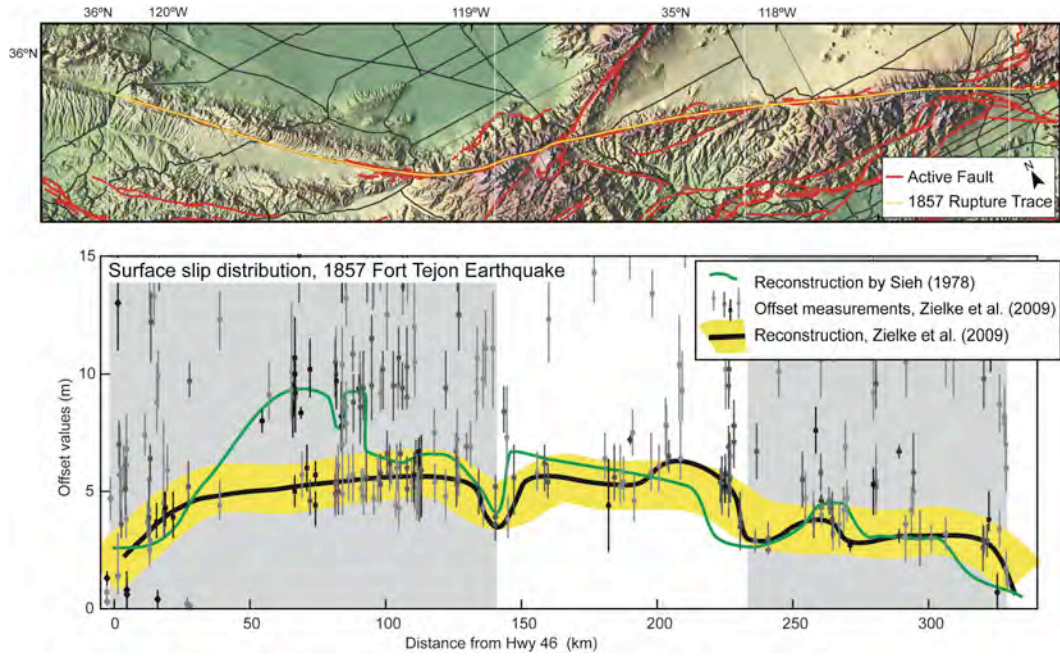 36°N 120°W 119°W 35°N 118°W
36°N
N
Active Fault
1857 Rupture Trace
Surface slip distribution, 1857 Fort Tejon Earthquake
Reconstruction by Sieh (1978)
Offset measurements, Zielke et al. (2009)
Reconstruction, Zielke et al. (2009)
15
10
5
0
Offset values (m)
0 50 100 150 200 250 300
Distance from Hwy 46 (km)